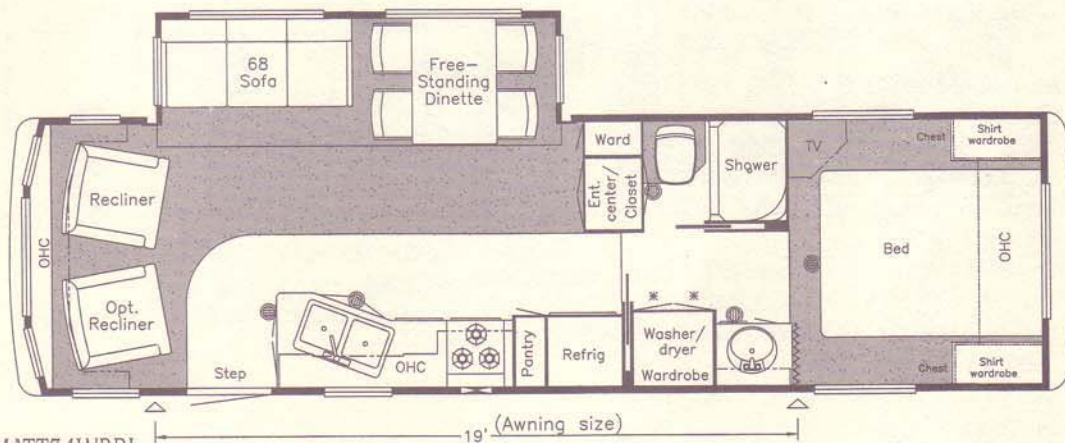 68
Sofa
Free-
Standing
Dinette
Ward
Shower
TV
Chest
Shirt
wardrobe
Recliner
Ent.
center/
Closet
OHC
Bed
OHC
Opt.
Recliner
Step
OHC
Pantry
Refrig
Washer/
dryer
Wardrobe
Chest
Shirt
wardrobe
19' (Awning size)